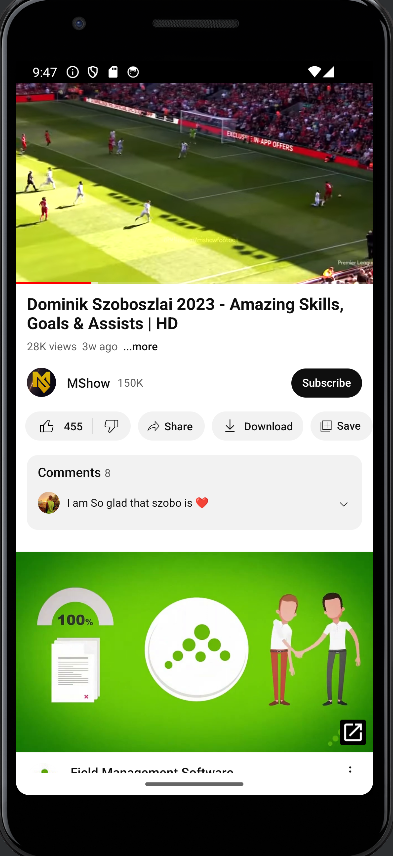 9:47
EXCLUSIVE IN-APP OFFERS
Premier Leag
Dominik Szoboszlai 2023 - Amazing Skills,
Goals & Assists | HD
28K views 3w ago ...more
MShow 150K
Subscribe
455
Share
Download
Save
Comments 8
I am So glad that szobo is ❤️
100%
Field Management Software